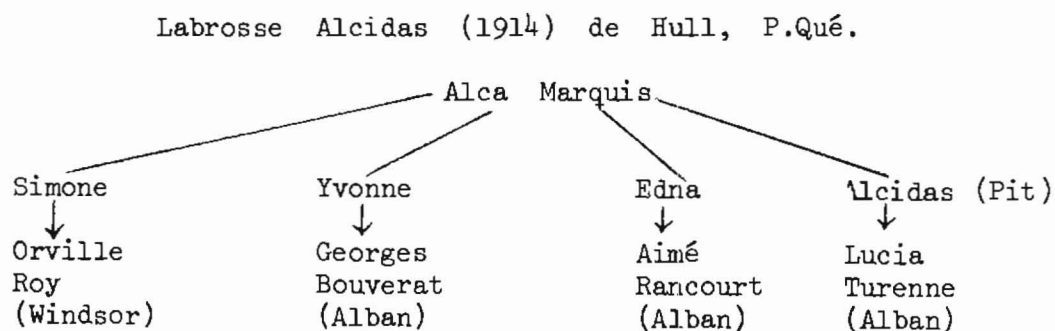 Labrosse Alcidas (1914) de Hull, P.Qué.
Alca Marquis
Simone Yvonne Edna Alcidas (Pit)
Orville Georges Aimé Lucia
Roy Bouverat Rancourt Turenne
(Windsor) (Alban) (Alban) (Alban)